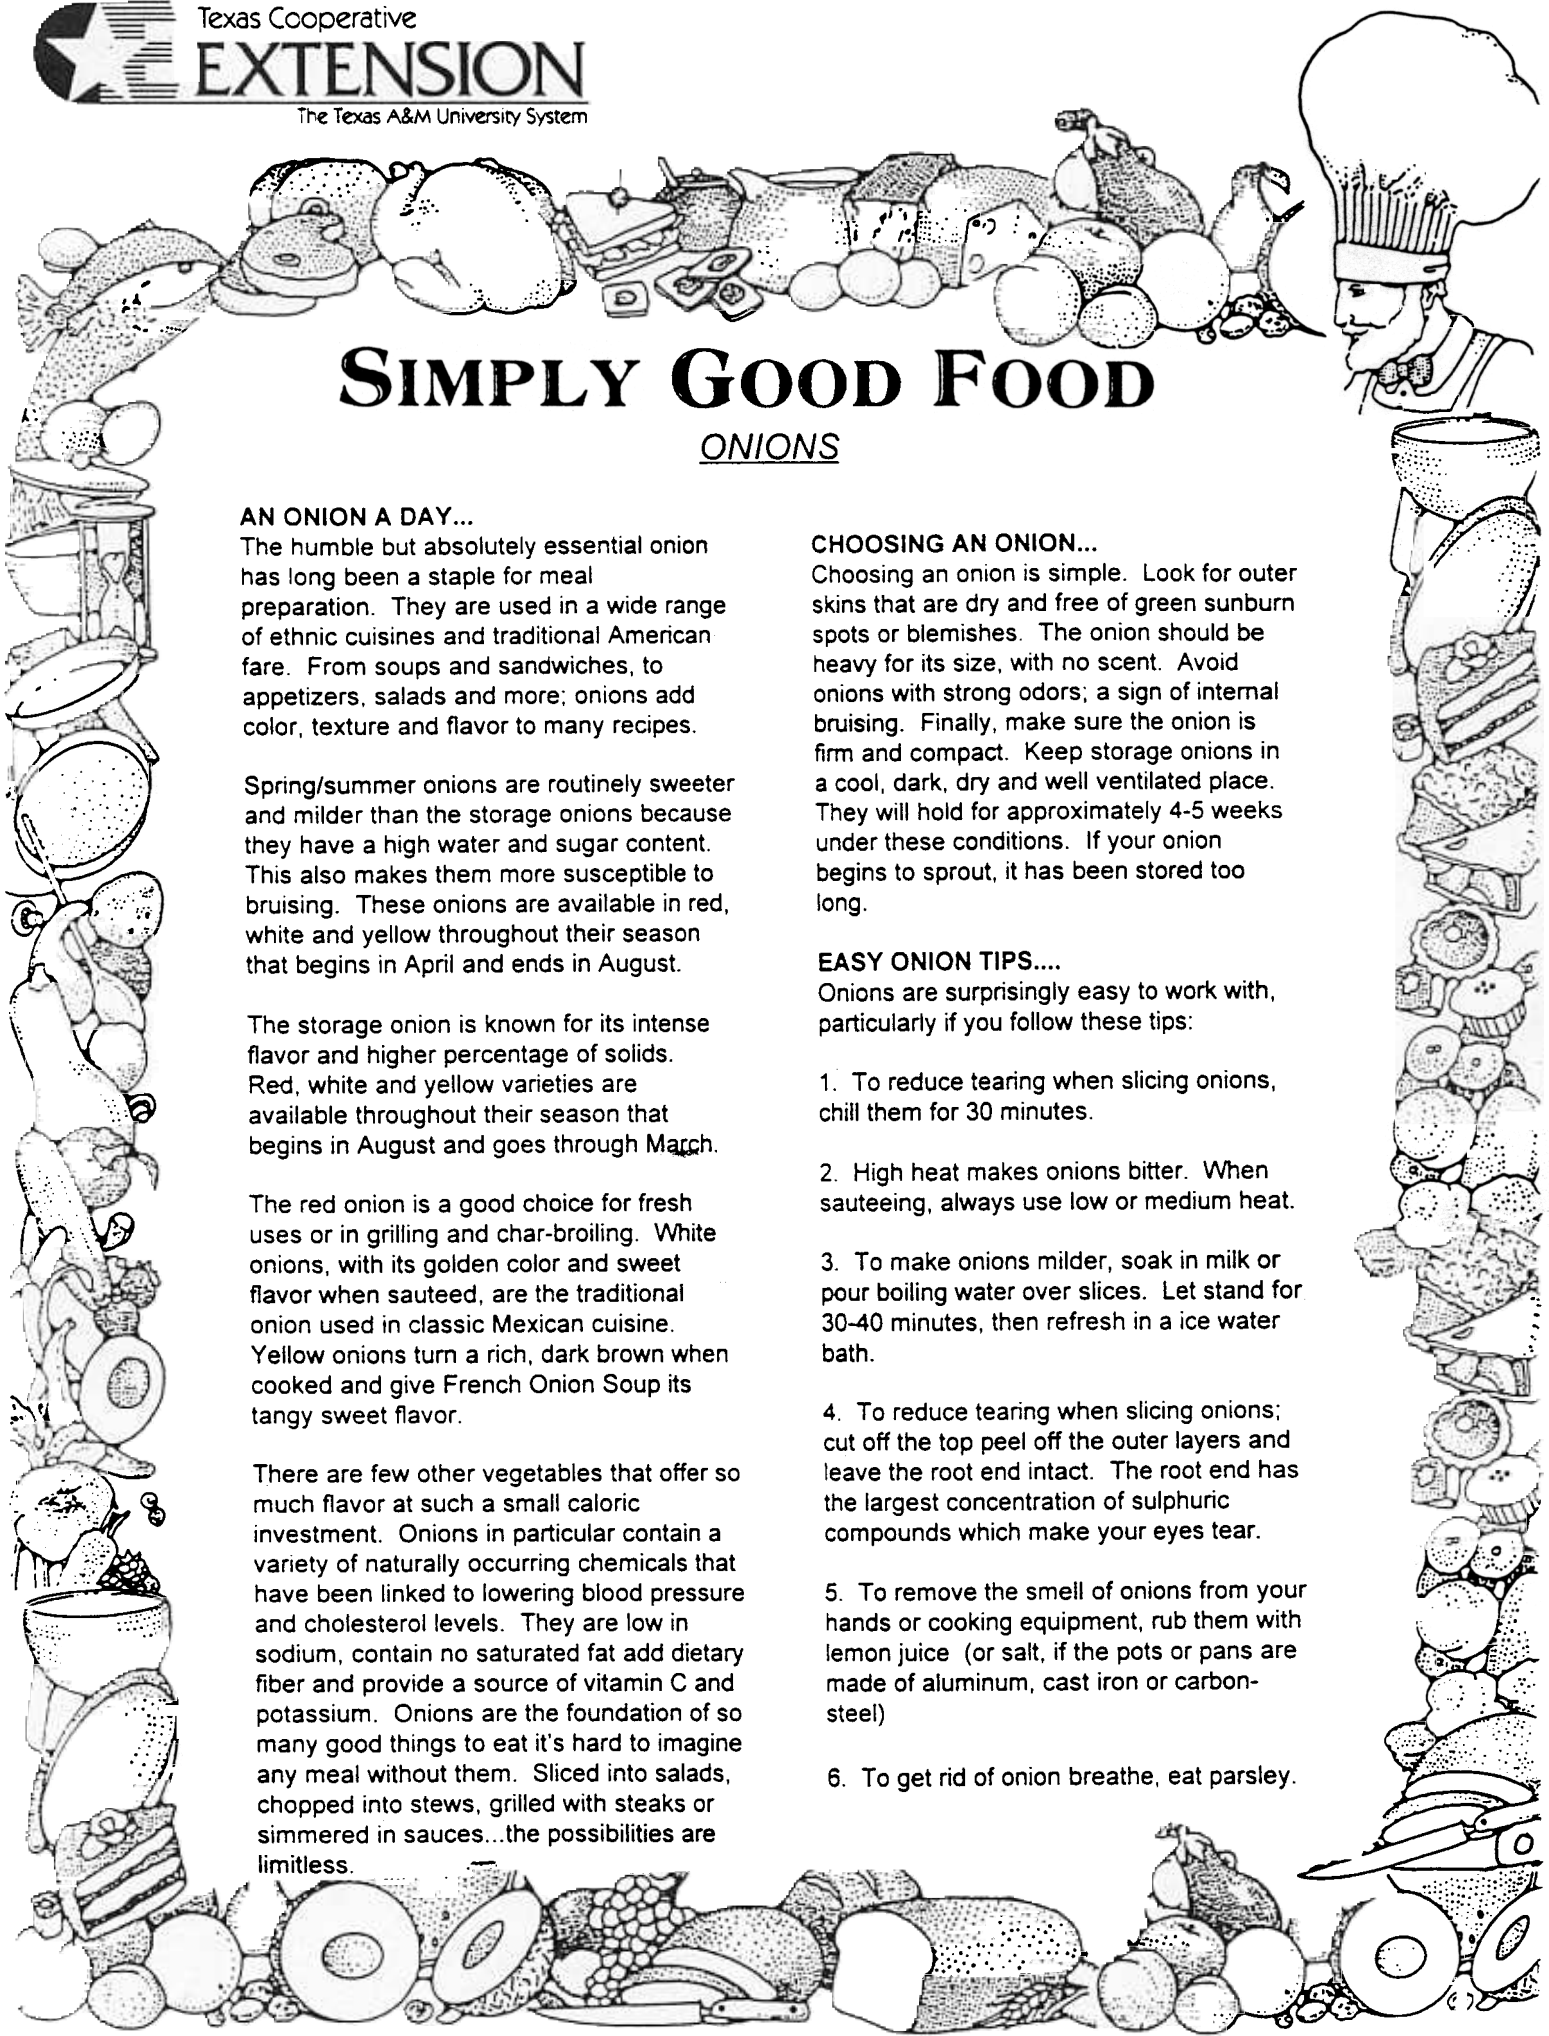 Texas Cooperative
EXTENSION
The Texas A&M University System
SIMPLY GOOD FOOD
ONIONS
AN ONION A DAY...
The humble but absolutely essential onion
has long been a staple for meal
preparation. They are used in a wide range
of ethnic cuisines and traditional American
fare. From soups and sandwiches, to
appetizers, salads and more; onions add
color, texture and flavor to many recipes.
Spring/summer onions are routinely sweeter
and milder than the storage onions because
they have a high water and sugar content.
This also makes them more susceptible to
bruising. These onions are available in red,
white and yellow throughout their season
that begins in April and ends in August.
The storage onion is known for its intense
flavor and higher percentage of solids.
Red, white and yellow varieties are
available throughout their season that
begins in August and goes through March.
The red onion is a good choice for fresh
uses or in grilling and char-broiling. White
onions, with its golden color and sweet
flavor when sauteed, are the traditional
onion used in classic Mexican cuisine.
Yellow onions turn a rich, dark brown when
cooked and give French Onion Soup its
tangy sweet flavor.
There are few other vegetables that offer so
much flavor at such a small caloric
investment. Onions in particular contain a
variety of naturally occurring chemicals that
have been linked to lowering blood pressure
and cholesterol levels. They are low in
sodium, contain no saturated fat add dietary
fiber and provide a source of vitamin C and
potassium. Onions are the foundation of so
many good things to eat it's hard to imagine
any meal without them. Sliced into salads,
chopped into stews, grilled with steaks or
simmered in sauces...the possibilities are
limitless.
CHOOSING AN ONION...
Choosing an onion is simple. Look for outer
skins that are dry and free of green sunburn
spots or blemishes. The onion should be
heavy for its size, with no scent. Avoid
onions with strong odors; a sign of internal
bruising. Finally, make sure the onion is
firm and compact. Keep storage onions in
a cool, dark, dry and well ventilated place.
They will hold for approximately 4-5 weeks
under these conditions. If your onion
begins to sprout, it has been stored too
long.
EASY ONION TIPS....
Onions are surprisingly easy to work with,
particularly if you follow these tips:
1. To reduce tearing when slicing onions,
chill them for 30 minutes.
2. High heat makes onions bitter. When
sauteeing, always use low or medium heat.
3. To make onions milder, soak in milk or
pour boiling water over slices. Let stand for
30-40 minutes, then refresh in a ice water
bath.
4. To reduce tearing when slicing onions;
cut off the top peel off the outer layers and
leave the root end intact. The root end has
the largest concentration of sulphuric
compounds which make your eyes tear.
5. To remove the smell of onions from your
hands or cooking equipment, rub them with
lemon juice (or salt, if the pots or pans are
made of aluminum, cast iron or carbon-
steel)
6. To get rid of onion breathe, eat parsley.